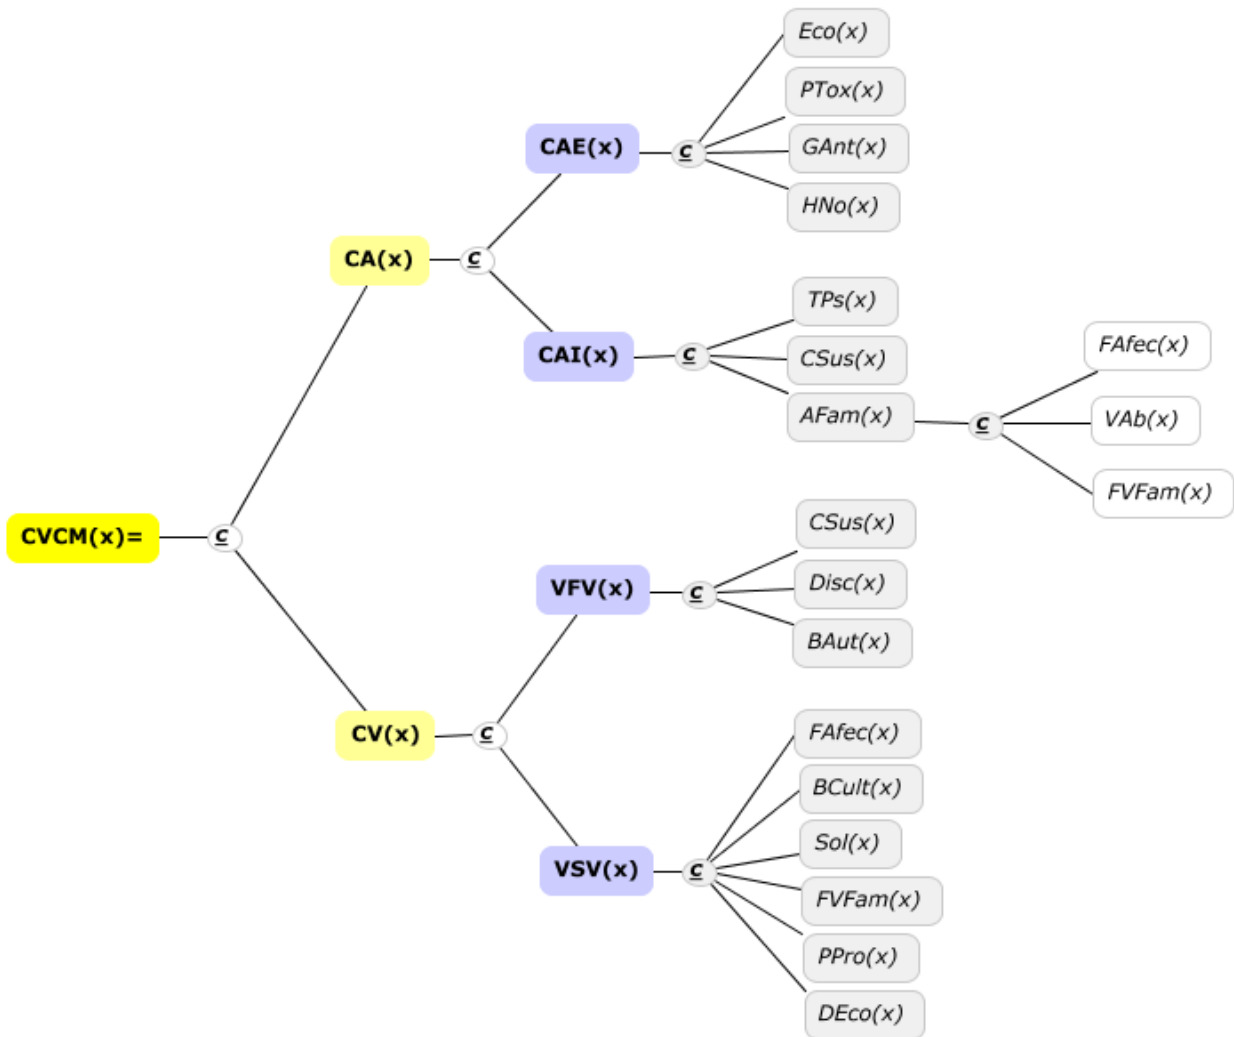 Eco(x)
PTox(x)
CAE(x)
c
GAnt(x)
HNo(x)
CA(x)
c
TPs(x)
CAI(x)
c
CSus(x)
AFam(x)
c
FAfec(x)
VAb(x)
FVFam(x)
CVCM(x)=
c
CSus(x)
VFV(x)
c
Disc(x)
BAut(x)
CV(x)
c
FAfec(x)
BCult(x)
Sol(x)
VSV(x)
c
FVFam(x)
PPro(x)
DEco(x)